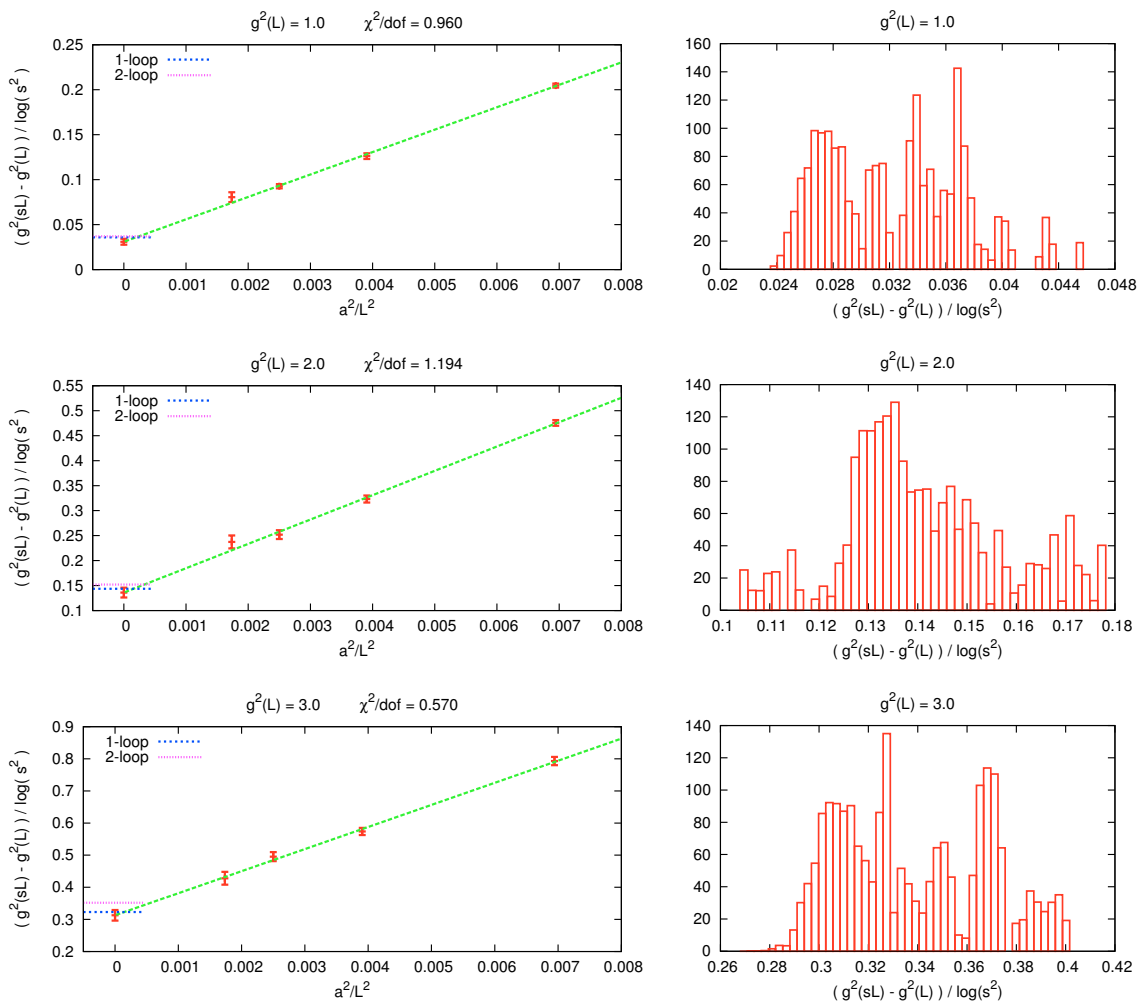 g²(L) = 1.0 χ²/dof = 0.960
( g²(sL) - g²(L) ) / log( s² )
0.25
0.2
0.15
0.1
0.05
0
1-loop
2-loop
0 0.001 0.002 0.003 0.004 0.005 0.006 0.007 0.008
a²/L²
g²(L) = 1.0
160
140
120
100
80
60
40
20
0
0.02 0.024 0.028 0.032 0.036 0.04 0.044 0.048
( g²(sL) - g²(L) ) / log(s²)
g²(L) = 2.0 χ²/dof = 1.194
( g²(sL) - g²(L) ) / log( s² )
0.55
0.5
0.45
0.4
0.35
0.3
0.25
0.2
0.15
0.1
1-loop
2-loop
0 0.001 0.002 0.003 0.004 0.005 0.006 0.007 0.008
a²/L²
g²(L) = 2.0
140
120
100
80
60
40
20
0
0.1 0.11 0.12 0.13 0.14 0.15 0.16 0.17 0.18
( g²(sL) - g²(L) ) / log(s²)
g²(L) = 3.0 χ²/dof = 0.570
( g²(sL) - g²(L) ) / log( s² )
0.9
0.8
0.7
0.6
0.5
0.4
0.3
0.2
1-loop
2-loop
0 0.001 0.002 0.003 0.004 0.005 0.006 0.007 0.008
a²/L²
g²(L) = 3.0
140
120
100
80
60
40
20
0
0.26 0.28 0.3 0.32 0.34 0.36 0.38 0.4 0.42
( g²(sL) - g²(L) ) / log(s²)